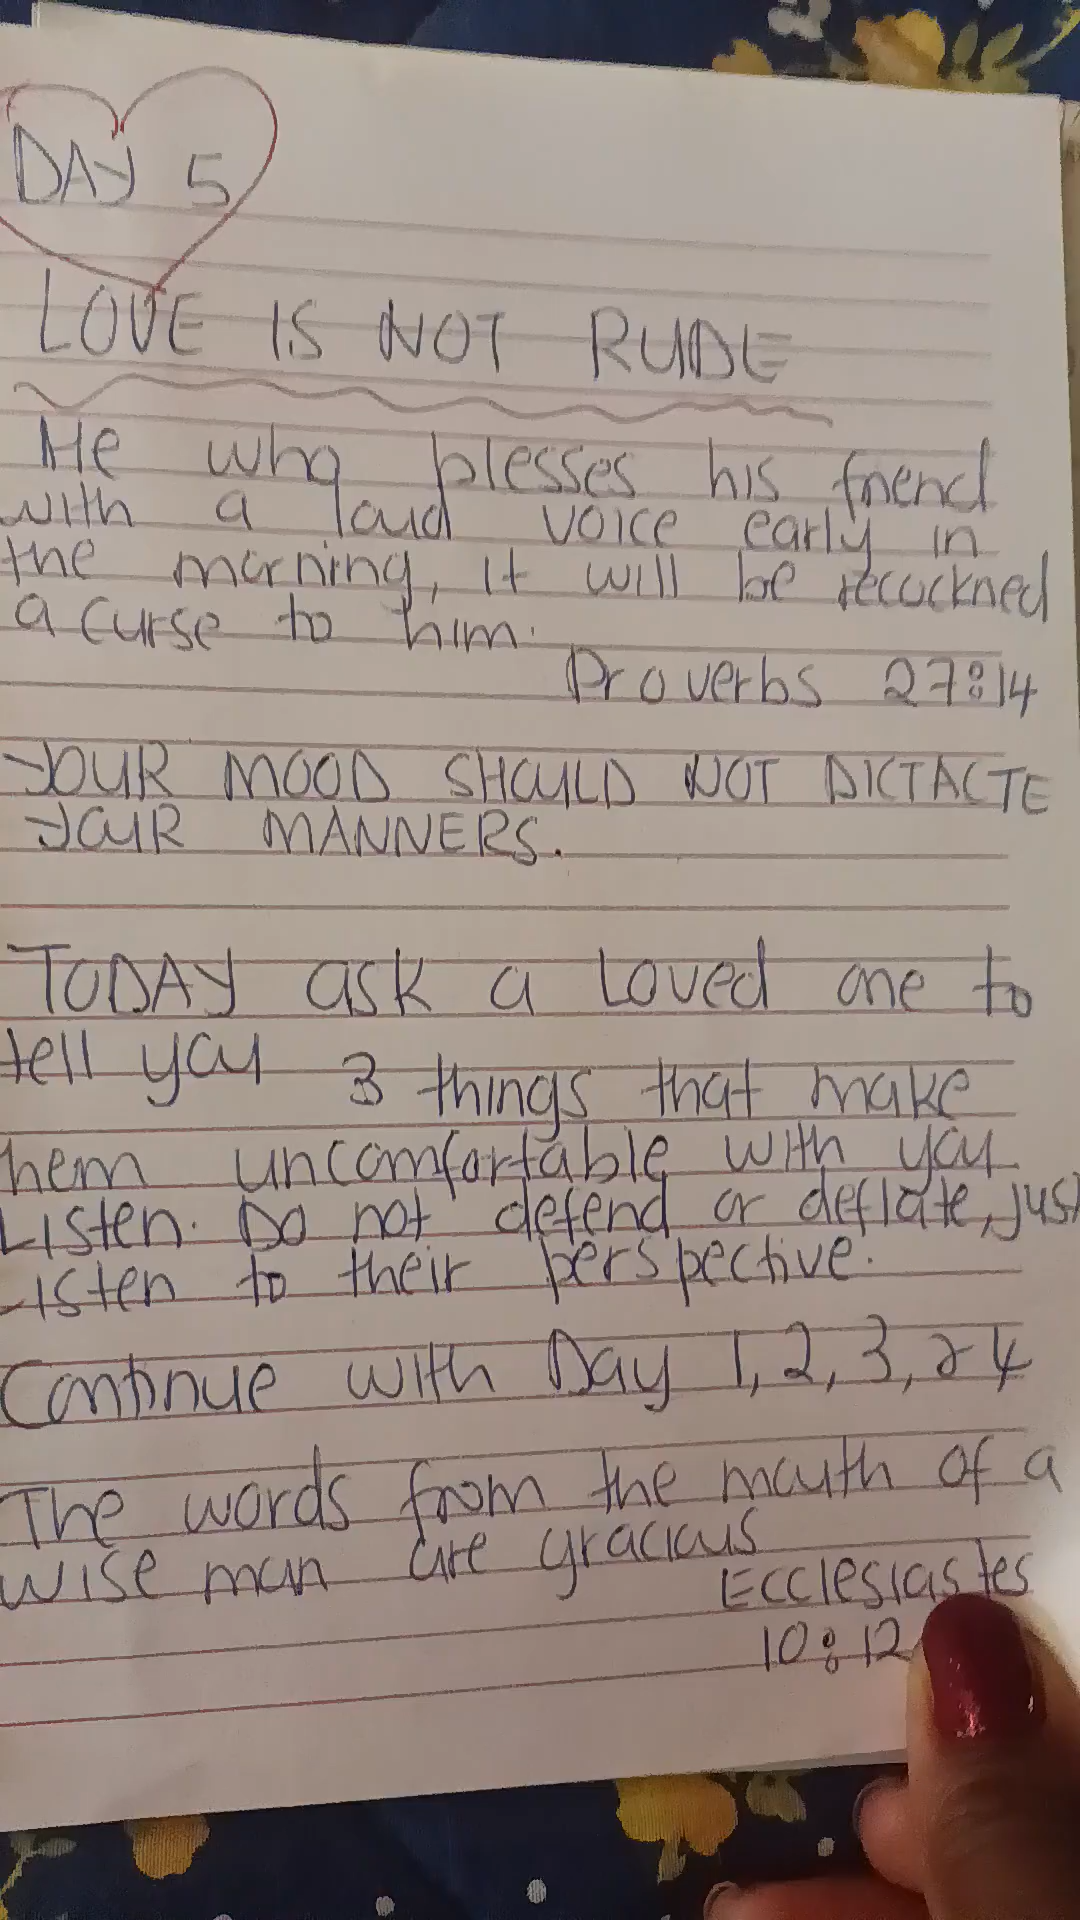 DAY 5
LOVE IS NOT RUDE
He who blesses his friend
with a loud voice early in
the morning, it will be recuckned
a curse to him.
Proverbs 27:14
YOUR MOOD SHOULD NOT DICTACTE
YOUR MANNERS.
TODAY ask a Loved one to
tell you 3 things that make
hem uncomfortable with you
Listen. Do not defend or deflate, just
Listen to their perspective.
Continue with Day 1, 2, 3, & 4
The words from the mouth of a
wise man are gracious
Ecclesiastes
10:12